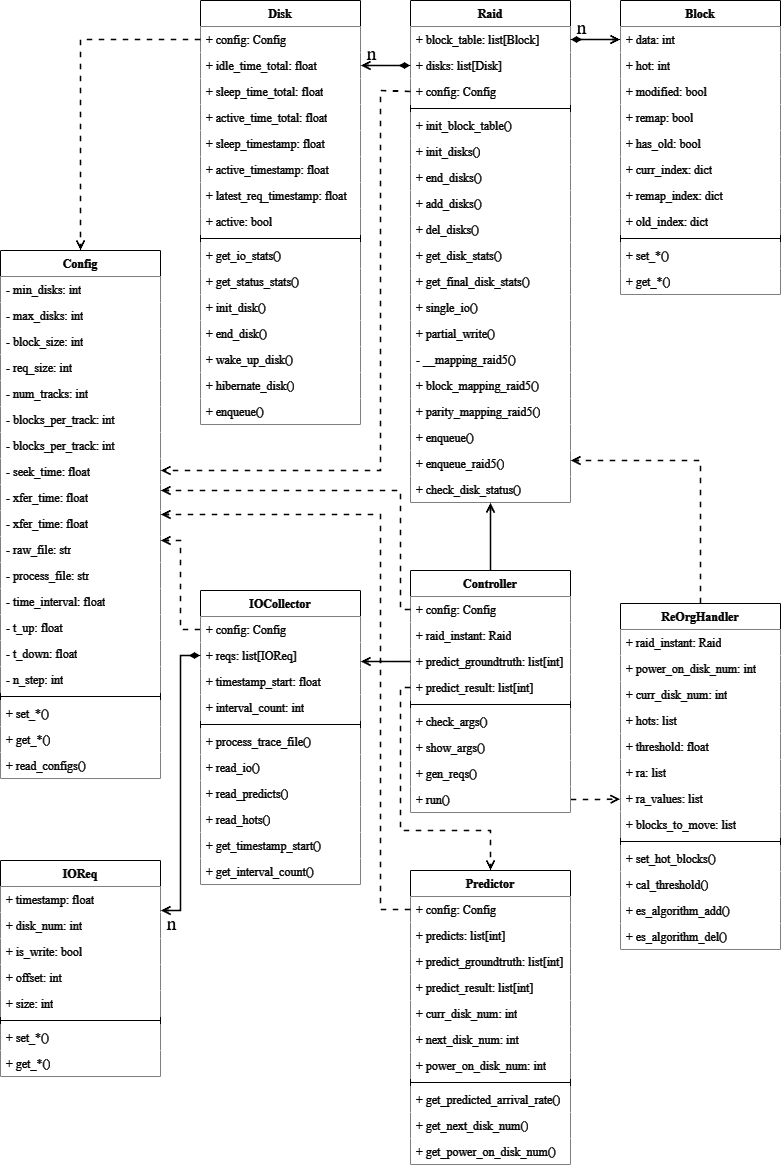 Disk
+ config: Config
+ idle_time_total: float
+ sleep_time_total: float
+ active_time_total: float
+ sleep_timestamp: float
+ active_timestamp: float
+ latest_req_timestamp: float
+ active: bool
+ get_io_stats()
+ get_status_stats()
+ init_disk()
+ end_disk()
+ wake_up_disk()
+ hibernate_disk()
+ enqueue()
n
Raid
+ block_table: list[Block]
+ disks: list[Disk]
+ config: Config
+ init_block_table()
+ init_disks()
+ end_disks()
+ add_disks()
+ del_disks()
+ get_disk_stats()
+ get_final_disk_stats()
+ single_io()
+ partial_write()
- __mapping_raid5()
+ block_mapping_raid5()
+ parity_mapping_raid5()
+ enqueue()
+ enqueue_raid5()
+ check_disk_status()
n
Block
+ data: int
+ hot: int
+ modified: bool
+ remap: bool
+ has_old: bool
+ curr_index: dict
+ remap_index: dict
+ old_index: dict
+ set_*()
+ get_*()
Config
- min_disks: int
- max_disks: int
- block_size: int
- req_size: int
- num_tracks: int
- blocks_per_track: int
- blocks_per_track: int
- seek_time: float
- xfer_time: float
- xfer_time: float
- raw_file: str
- process_file: str
- time_interval: float
- t_up: float
- t_down: float
- n_step: int
+ set_*()
+ get_*()
+ read_configs()
IOCollector
+ config: Config
+ reqs: list[IOReq]
+ timestamp_start: float
+ interval_count: int
+ process_trace_file()
+ read_io()
+ read_predicts()
+ read_hots()
+ get_timestamp_start()
+ get_interval_count()
Controller
+ config: Config
+ raid_instant: Raid
+ predict_groundtruth: list[int]
+ predict_result: list[int]
+ check_args()
+ show_args()
+ gen_reqs()
+ run()
ReOrgHandler
+ raid_instant: Raid
+ power_on_disk_num: int
+ curr_disk_num: int
+ hots: list
+ threshold: float
+ ra: list
+ ra_values: list
+ blocks_to_move: list
+ set_hot_blocks()
+ cal_threshold()
+ es_algorithm_add()
+ es_algorithm_del()
IOReq
+ timestamp: float
+ disk_num: int
+ is_write: bool
+ offset: int
+ size: int
+ set_*()
+ get_*()
n
Predictor
+ config: Config
+ predicts: list[int]
+ predict_groundtruth: list[int]
+ predict_result: list[int]
+ curr_disk_num: int
+ next_disk_num: int
+ power_on_disk_num: int
+ get_predicted_arrival_rate()
+ get_next_disk_num()
+ get_power_on_disk_num()